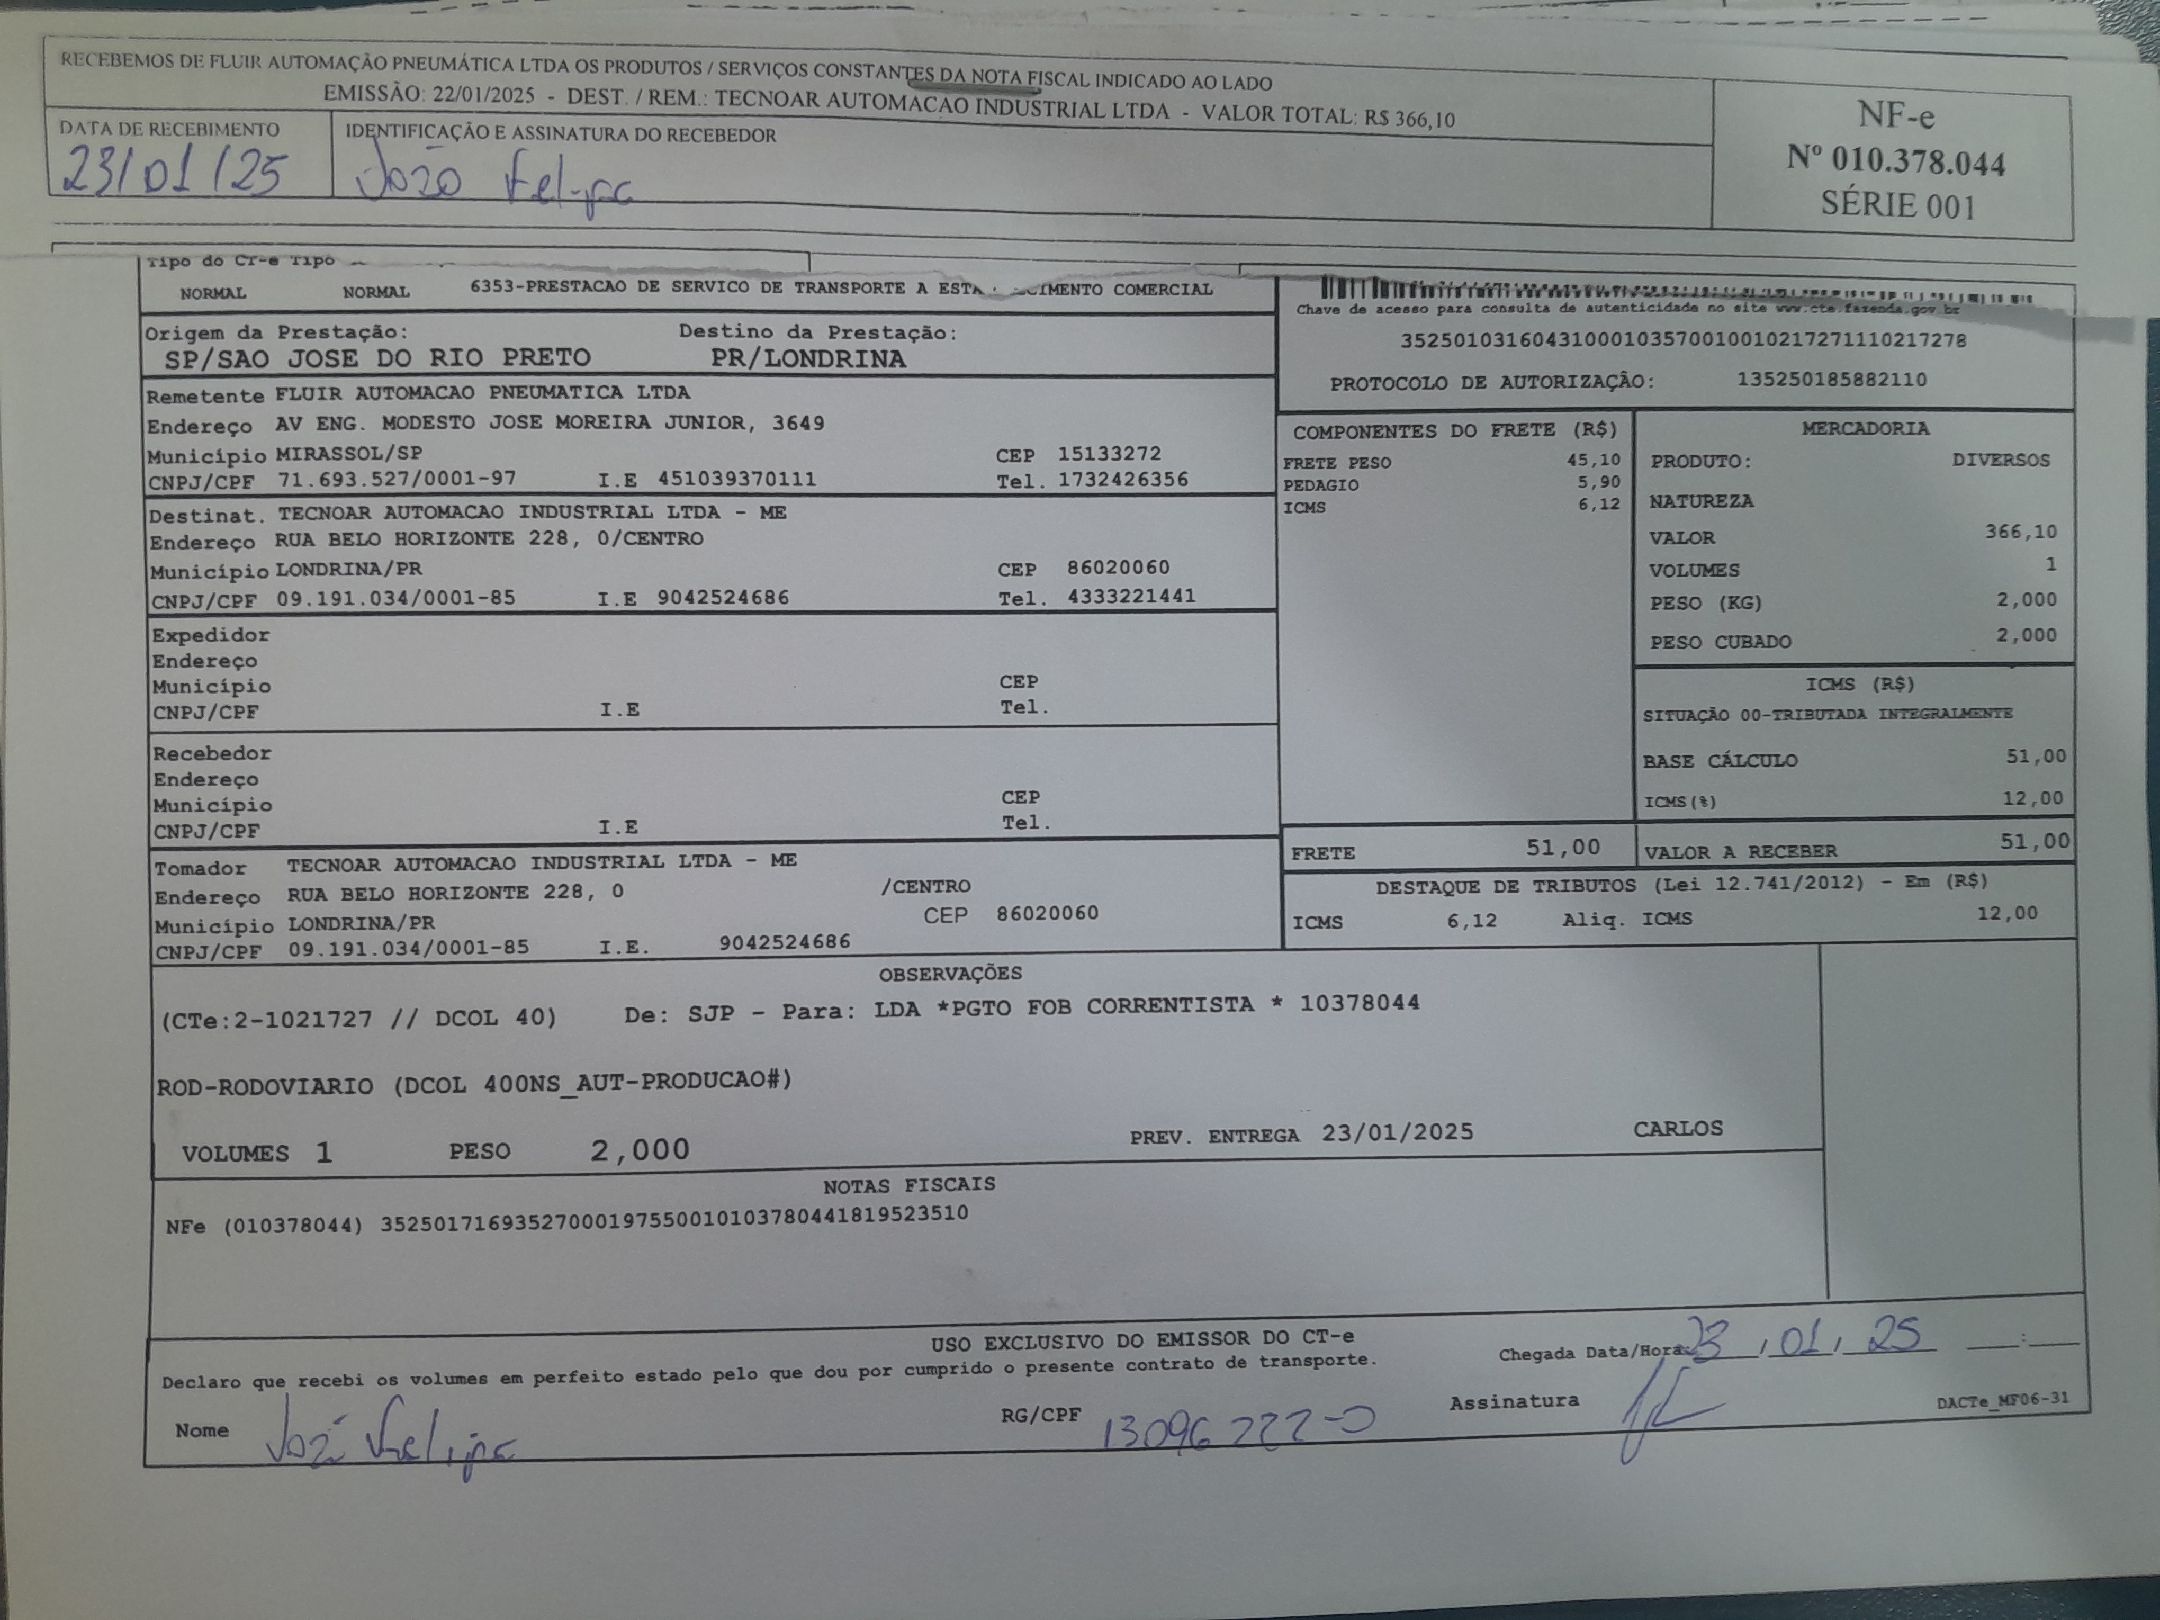 RECEBEMOS DE FLUIR AUTOMAÇÃO PNEUMÁTICA LTDA OS PRODUTOS / SERVIÇOS CONSTANTES DA NOTA FISCAL INDICADO AO LADO
EMISSÃO: 22/01/2025 - DEST. / REM.: TECNOAR AUTOMACAO INDUSTRIAL LTDA - VALOR TOTAL: R$ 366,10
DATA DE RECEBIMENTO
23/01/25
IDENTIFICAÇÃO E ASSINATURA DO RECEBEDOR
João Felipe
NF-e
Nº 010.378.044
SÉRIE 001
Tipo do CT-e Tipo
NORMAL NORMAL 6353-PRESTACAO DE SERVICO DE TRANSPORTE A COMERCIAL
Origem da Prestação: Destino da Prestação:
SP/SAO JOSE DO RIO PRETO PR/LONDRINA
Chave de acesso para consulta de autenticidade no site www.cte.fazenda.gov.br
35250103160431000103570010010217271110217278
PROTOCOLO DE AUTORIZAÇÃO: 135250185882110
Remetente FLUIR AUTOMACAO PNEUMATICA LTDA
Endereço AV ENG. MODESTO JOSE MOREIRA JUNIOR, 3649
Município MIRASSOL/SP CEP 15133272
CNPJ/CPF 71.693.527/0001-97 I.E 451039370111 Tel. 1732426356
Destinat. TECNOAR AUTOMACAO INDUSTRIAL LTDA - ME
Endereço RUA BELO HORIZONTE 228, 0/CENTRO
Município LONDRINA/PR CEP 86020060
CNPJ/CPF 09.191.034/0001-85 I.E 9042524686 Tel. 4333221441
Expedidor
Endereço
Município CEP
CNPJ/CPF I.E Tel.
Recebedor
Endereço
Município CEP
CNPJ/CPF I.E Tel.
Tomador TECNOAR AUTOMACAO INDUSTRIAL LTDA - ME
Endereço RUA BELO HORIZONTE 228, 0 /CENTRO
Município LONDRINA/PR CEP 86020060
CNPJ/CPF 09.191.034/0001-85 I.E. 9042524686
COMPONENTES DO FRETE (R$)
FRETE PESO 45,10
PEDAGIO 5,90
ICMS 6,12
MERCADORIA
PRODUTO: DIVERSOS
NATUREZA
VALOR 366,10
VOLUMES 1
PESO (KG) 2,000
PESO CUBADO 2,000
ICMS (R$)
SITUAÇÃO 00-TRIBUTADA INTEGRALMENTE
BASE CÁLCULO 51,00
ICMS(%) 12,00
FRETE 51,00 VALOR A RECEBER 51,00
DESTAQUE DE TRIBUTOS (Lei 12.741/2012) - Em (R$)
ICMS 6,12 Aliq. ICMS 12,00
OBSERVAÇÕES
(CTe:2-1021727 // DCOL 40) De: SJP - Para: LDA *PGTO FOB CORRENTISTA * 10378044
ROD-RODOVIARIO (DCOL 400NS_AUT-PRODUCAO#)
VOLUMES 1 PESO 2,000 PREV. ENTREGA 23/01/2025 CARLOS
NOTAS FISCAIS
NFe (010378044) 35250171693527000197550010103780441819523510
USO EXCLUSIVO DO EMISSOR DO CT-e
Declaro que recebi os volumes em perfeito estado pelo que dou por cumprido o presente contrato de transporte.
Chegada Data/Hora 23/01/25 __:__
Nome João Felipe RG/CPF 13096222-0 Assinatura
DACTe_MF06-31